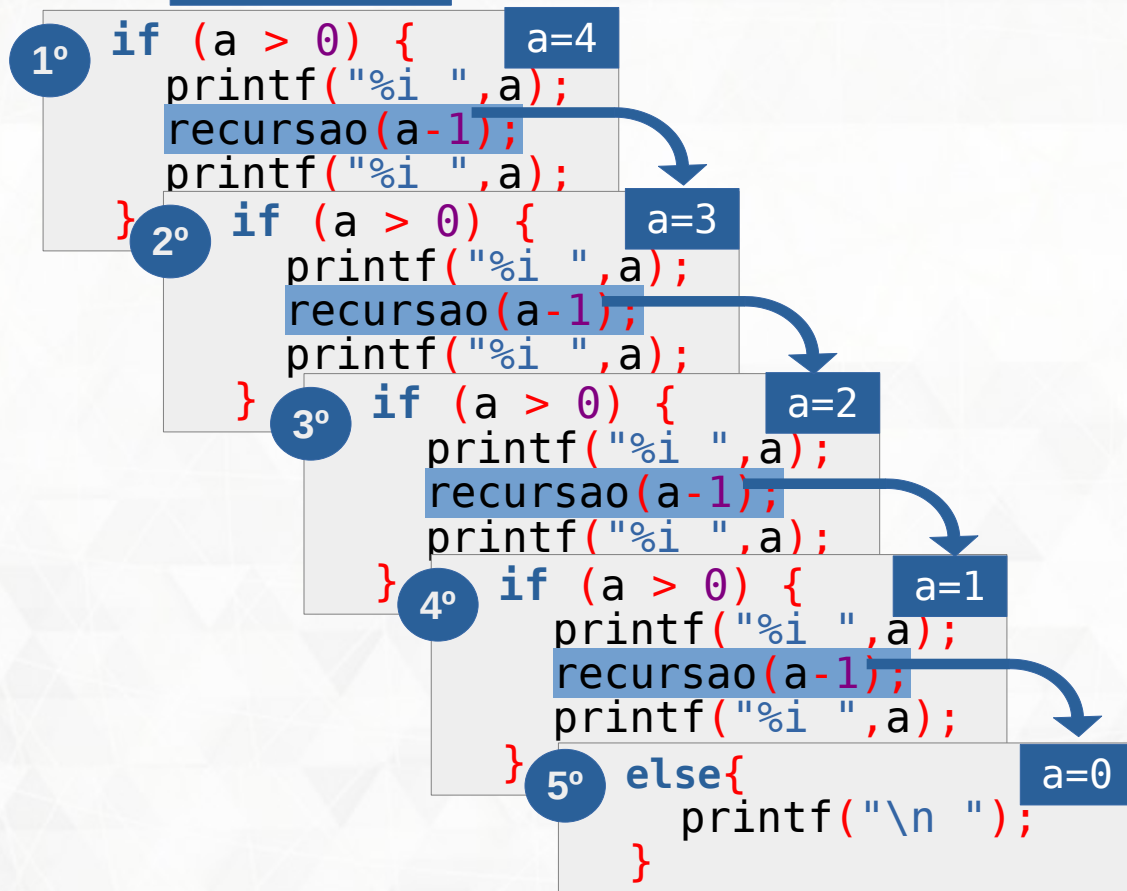 1º if (a > 0) { a=4
printf("%i ",a);
recursao(a-1);
printf("%i ",a);
}
2º if (a > 0) { a=3
printf("%i ",a);
recursao(a-1);
printf("%i ",a);
}
3º if (a > 0) { a=2
printf("%i ",a);
recursao(a-1);
printf("%i ",a);
}
4º if (a > 0) { a=1
printf("%i ",a);
recursao(a-1);
printf("%i ",a);
}
5º else{ a=0
printf("\n ");
}